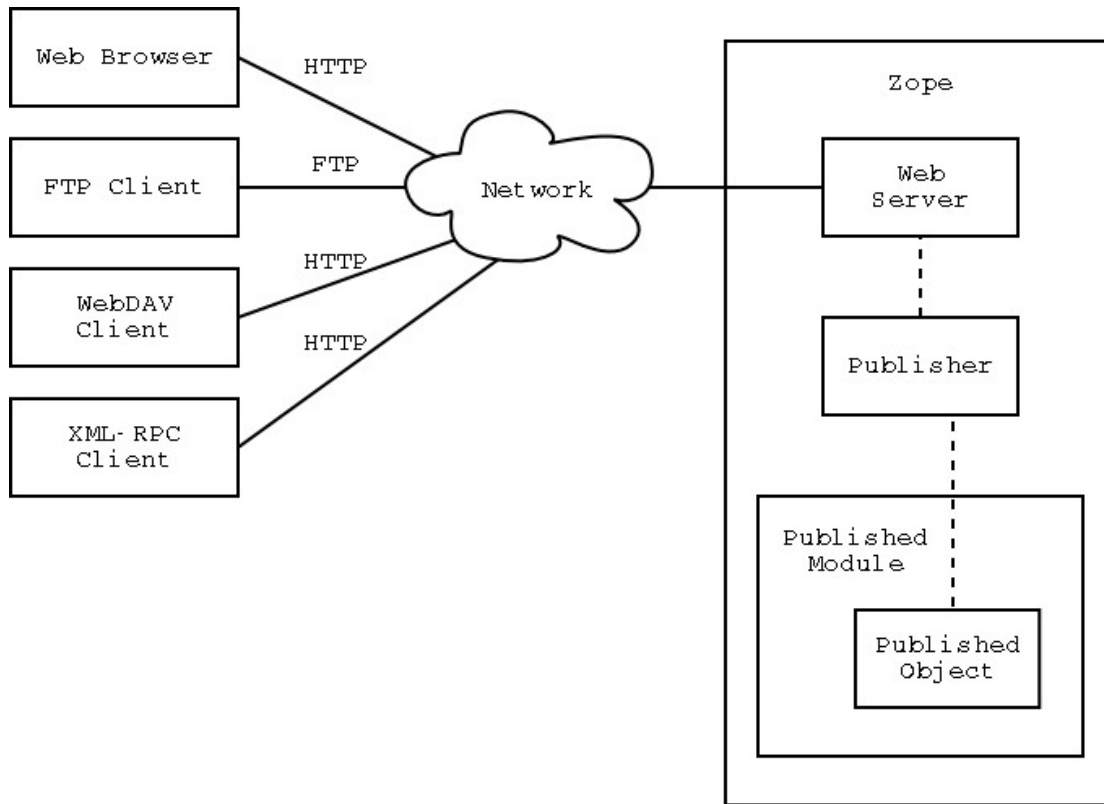 Web Browser
HTTP
FTP Client
FTP
WebDAV
Client
HTTP
XML-RPC
Client
HTTP
Network
Zope
Web
Server
Publisher
Published
Module
Published
Object